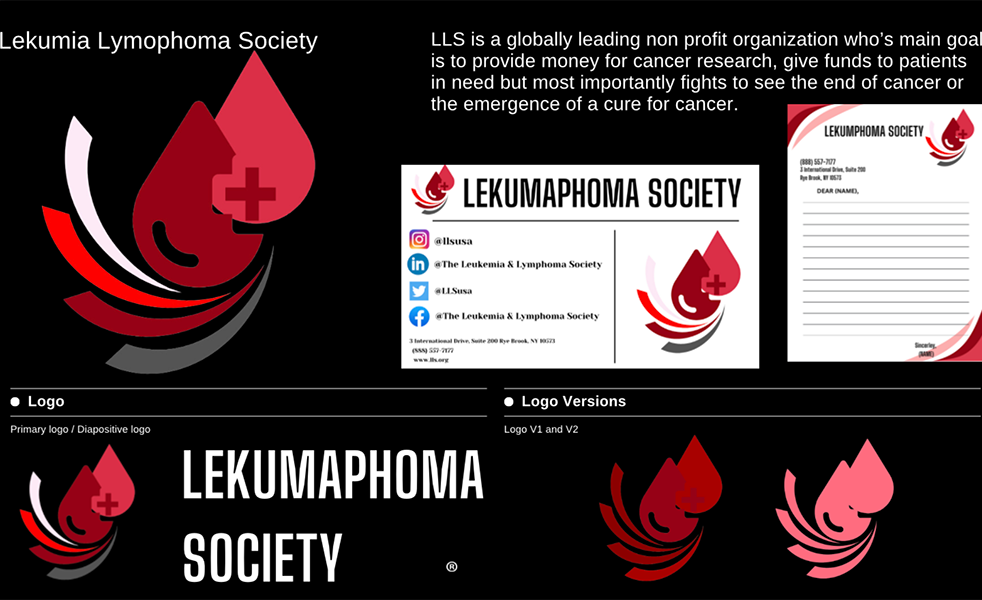 Lekumia Lymophoma Society
LLS is a globally leading non profit organization who's main goal
is to provide money for cancer research, give funds to patients
in need but most importantly fights to see the end of cancer or
the emergence of a cure for cancer.
LEKUMAPHOMA SOCIETY
@llsusa
@The Leukemia & Lymphoma Society
@LLSusa
@The Leukemia & Lymphoma Society
3 International Drive, Suite 200 Rye Brook, NY 10573
(888) 557-7177
www.lls.org
LEKUMPHOMA SOCIETY
(888) 557-7177
3 International Drive, Suite 200
Rye Brook, NY 10573
DEAR (NAME),
Sincerley,
(NAME)
Logo
Primary logo / Diapositive logo
LEKUMAPHOMA
SOCIETY
®
Logo Versions
Logo V1 and V2